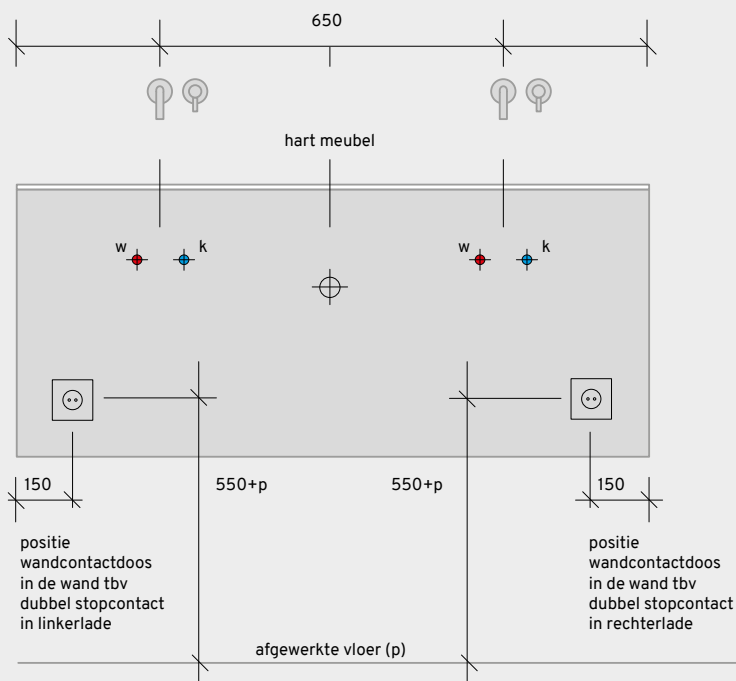 650
hart meubel
w k w k
150 550+p 550+p 150
positie
wandcontactdoos
in de wand tbv
dubbel stopcontact
in linkerlade
positie
wandcontactdoos
in de wand tbv
dubbel stopcontact
in rechterlade
afgewerkte vloer (p)